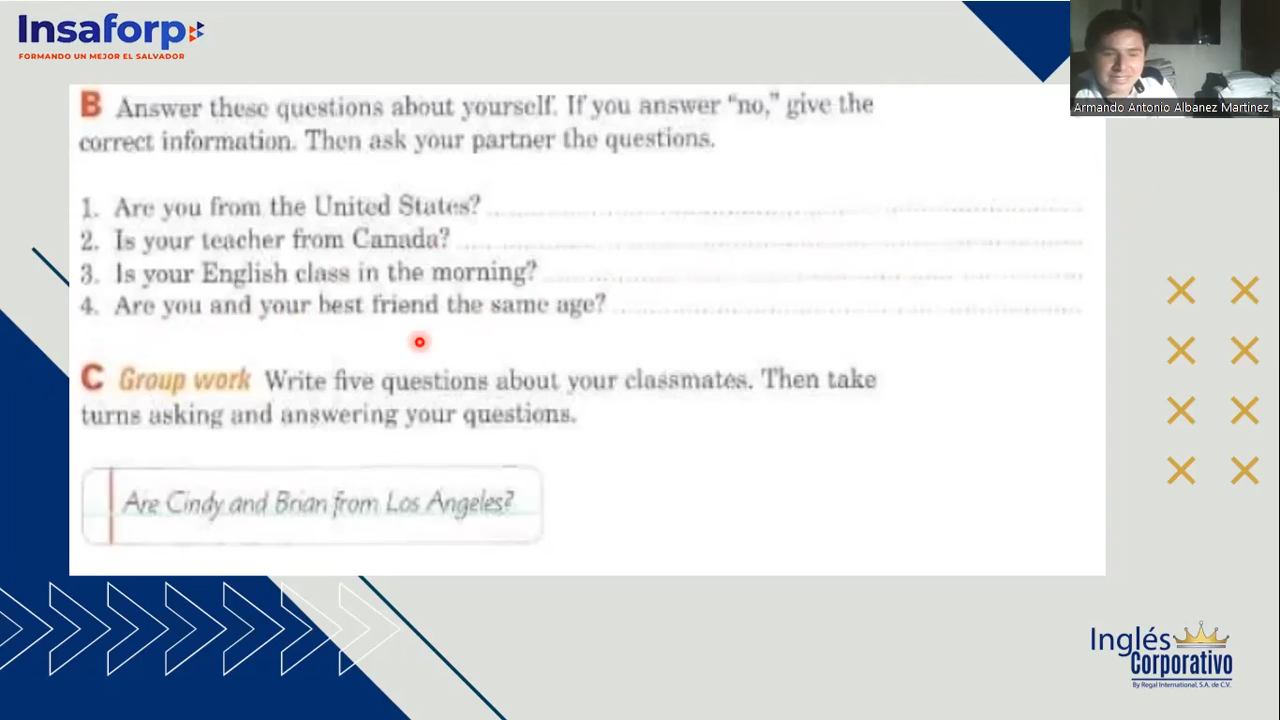 Insaforp
FORMANDO UN MEJOR EL SALVADOR
Armando Antonio Albanez Martinez
B Answer these questions about yourself. If you answer “no,” give the
correct information. Then ask your partner the questions.
1. Are you from the United States?
2. Is your teacher from Canada?
3. Is your English class in the morning?
4. Are you and your best friend the same age?
C Group work Write five questions about your classmates. Then take
turns asking and answering your questions.
Are Cindy and Brian from Los Angeles?
Inglés
Corporativo
By Regal International, S.A. de C.V.